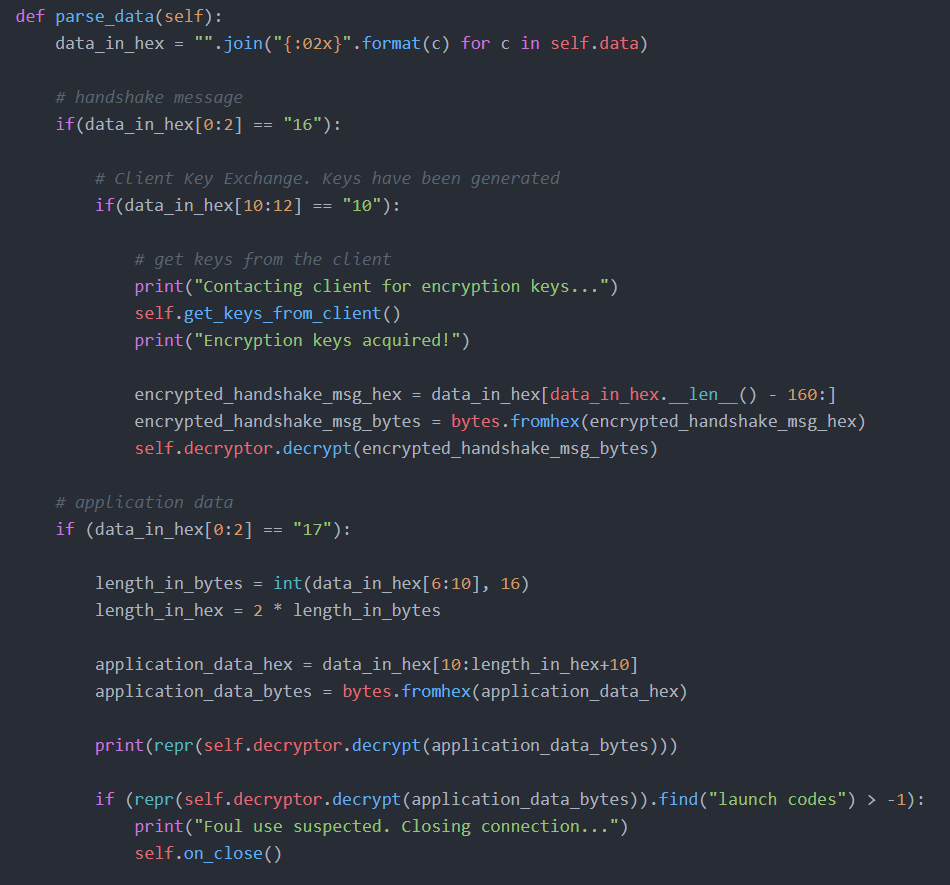 def parse_data(self):
    data_in_hex = "".join("{:02x}".format(c) for c in self.data)

    # handshake message
    if(data_in_hex[0:2] == "16"):

        # Client Key Exchange. Keys have been generated
        if(data_in_hex[10:12] == "10"):

            # get keys from the client
            print("Contacting client for encryption keys...")
            self.get_keys_from_client()
            print("Encryption keys acquired!")

            encrypted_handshake_msg_hex = data_in_hex[data_in_hex.__len__() - 160:]
            encrypted_handshake_msg_bytes = bytes.fromhex(encrypted_handshake_msg_hex)
            self.decryptor.decrypt(encrypted_handshake_msg_bytes)

    # application data
    if (data_in_hex[0:2] == "17"):

        length_in_bytes = int(data_in_hex[6:10], 16)
        length_in_hex = 2 * length_in_bytes

        application_data_hex = data_in_hex[10:length_in_hex+10]
        application_data_bytes = bytes.fromhex(application_data_hex)

        print(repr(self.decryptor.decrypt(application_data_bytes)))

        if (repr(self.decryptor.decrypt(application_data_bytes)).find("launch codes") > -1):
            print("Foul use suspected. Closing connection...")
            self.on_close()